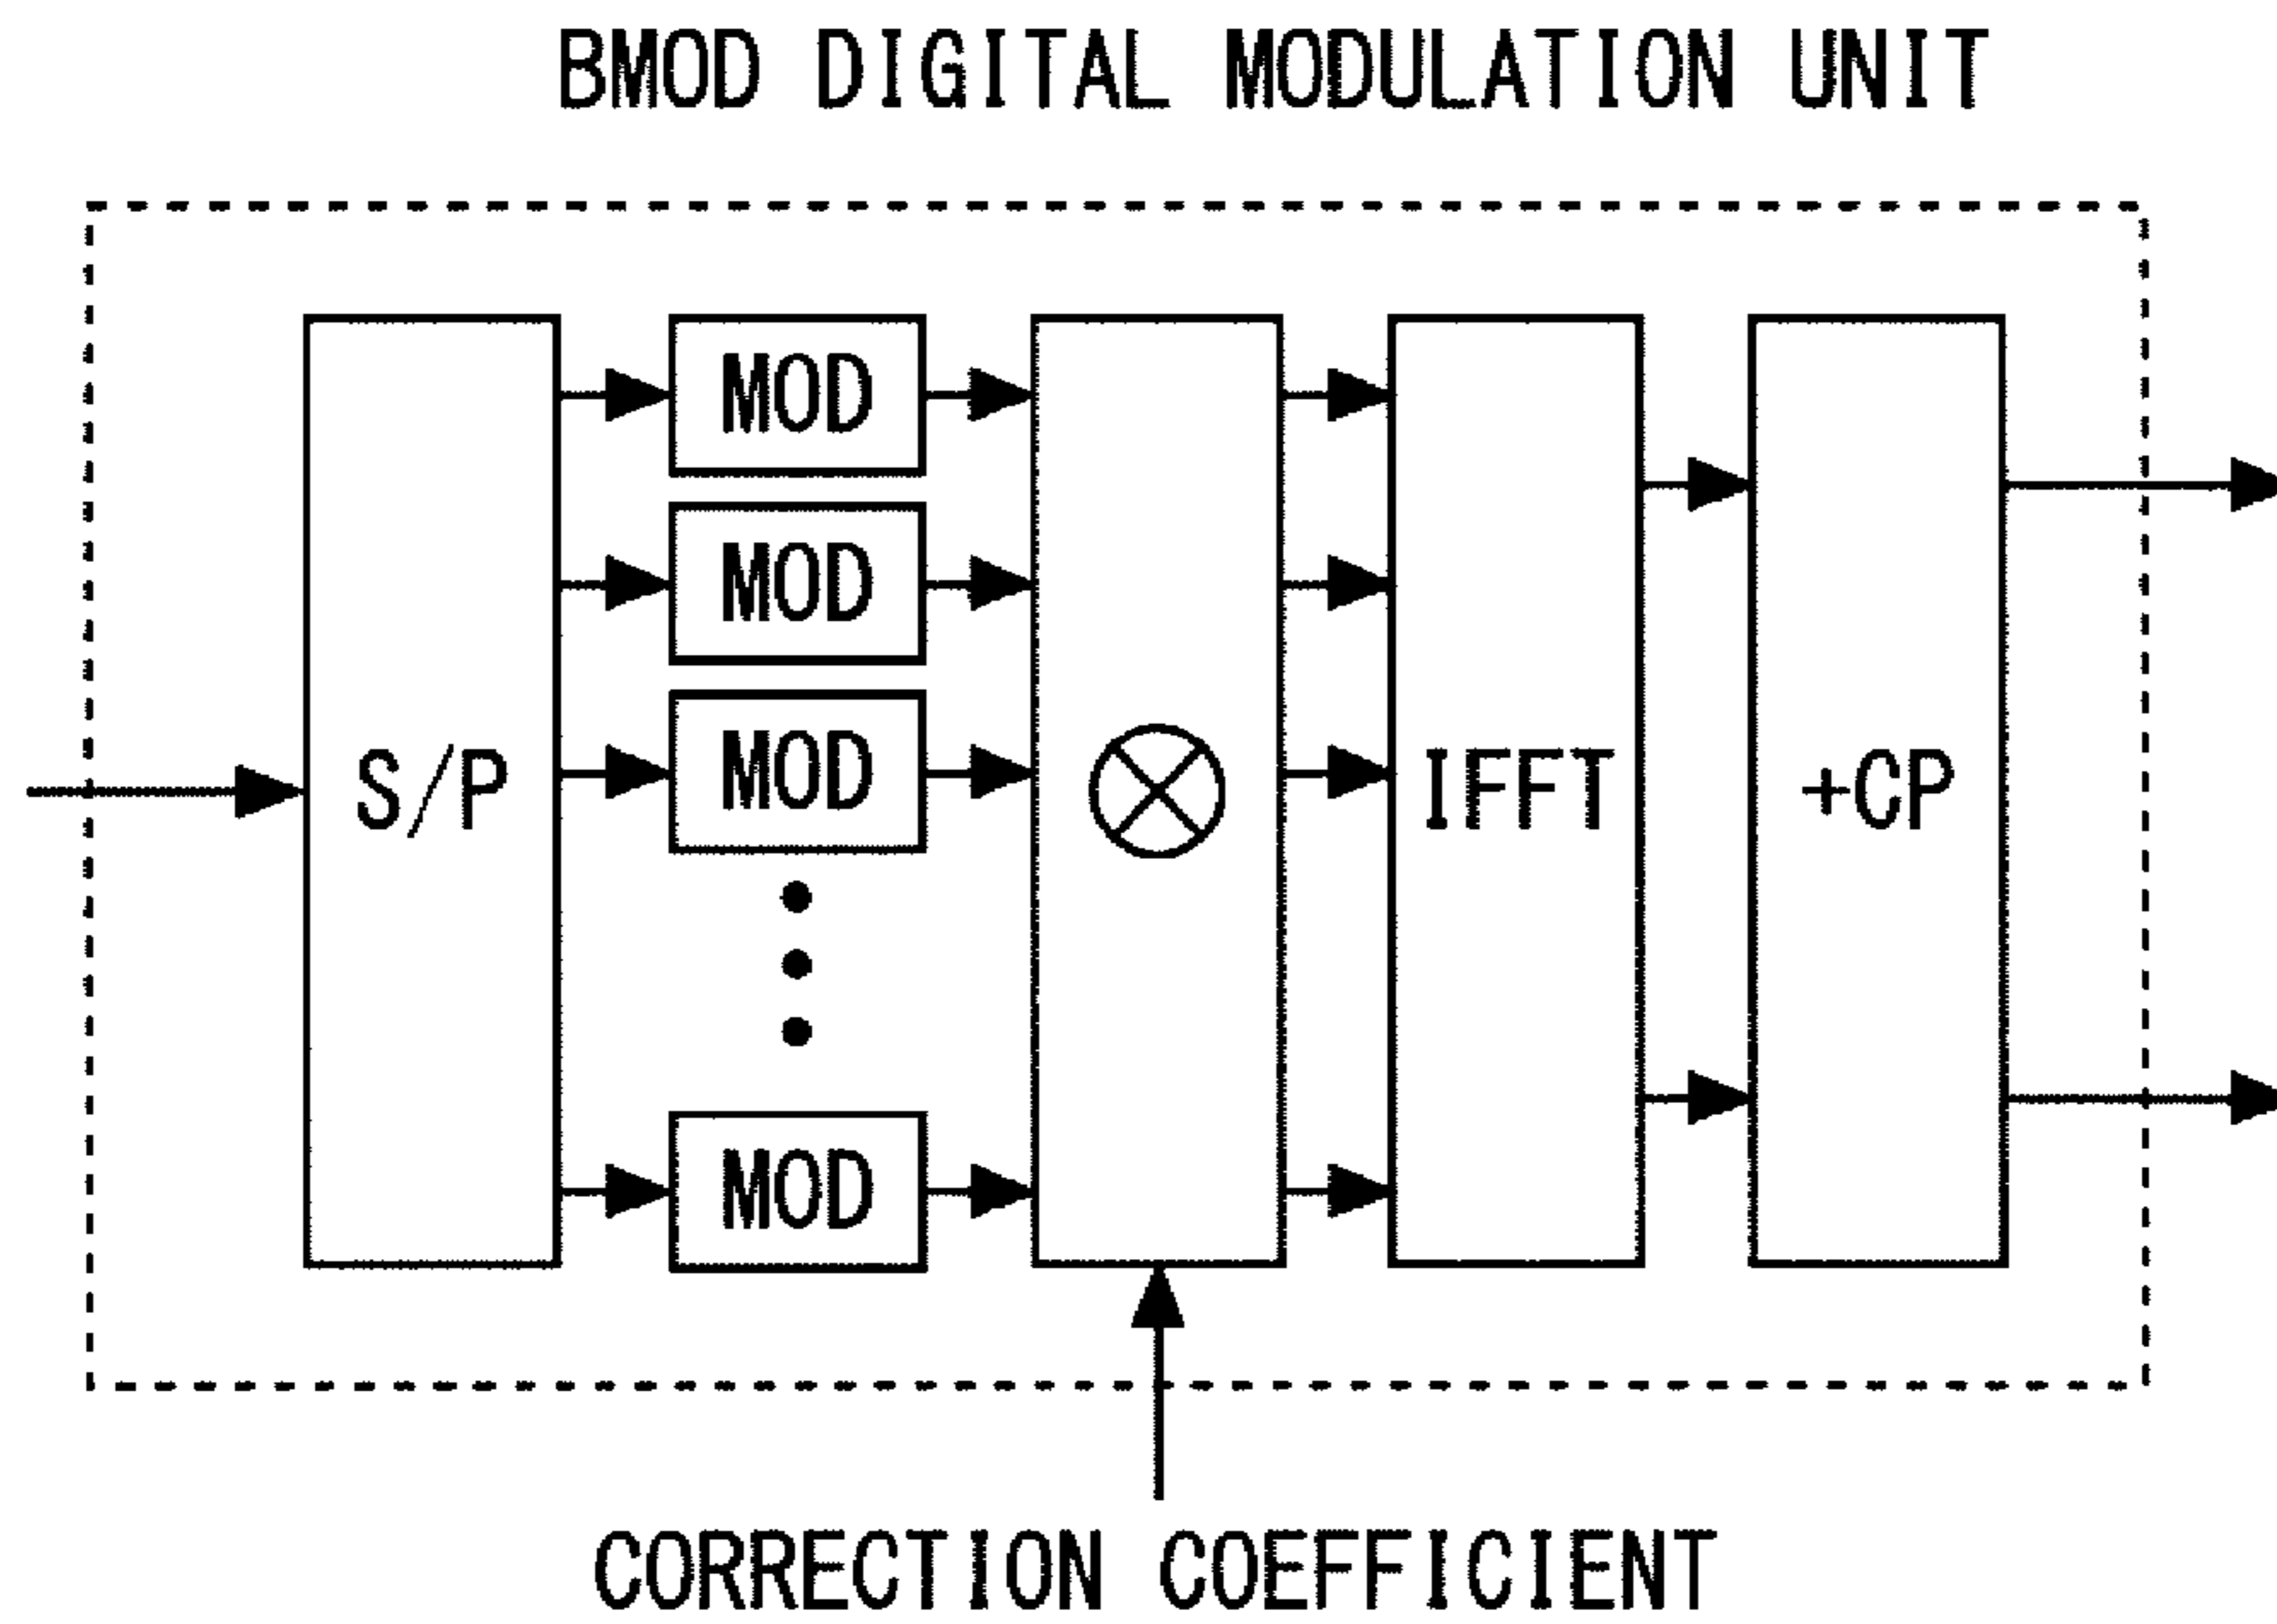 BMOD DIGITAL MODULATION UNIT
MOD
MOD
MOD
S/P
IFFT
+CP
MOD
CORRECTION COEFFICIENT